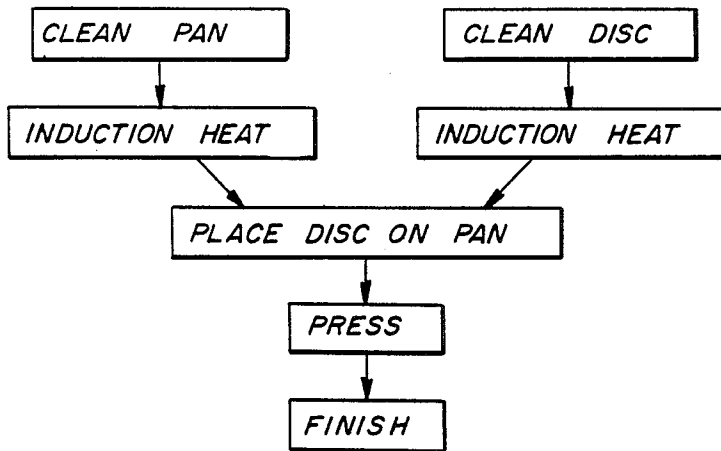 CLEAN PAN
CLEAN DISC
INDUCTION HEAT
INDUCTION HEAT
PLACE DISC ON PAN
PRESS
FINISH